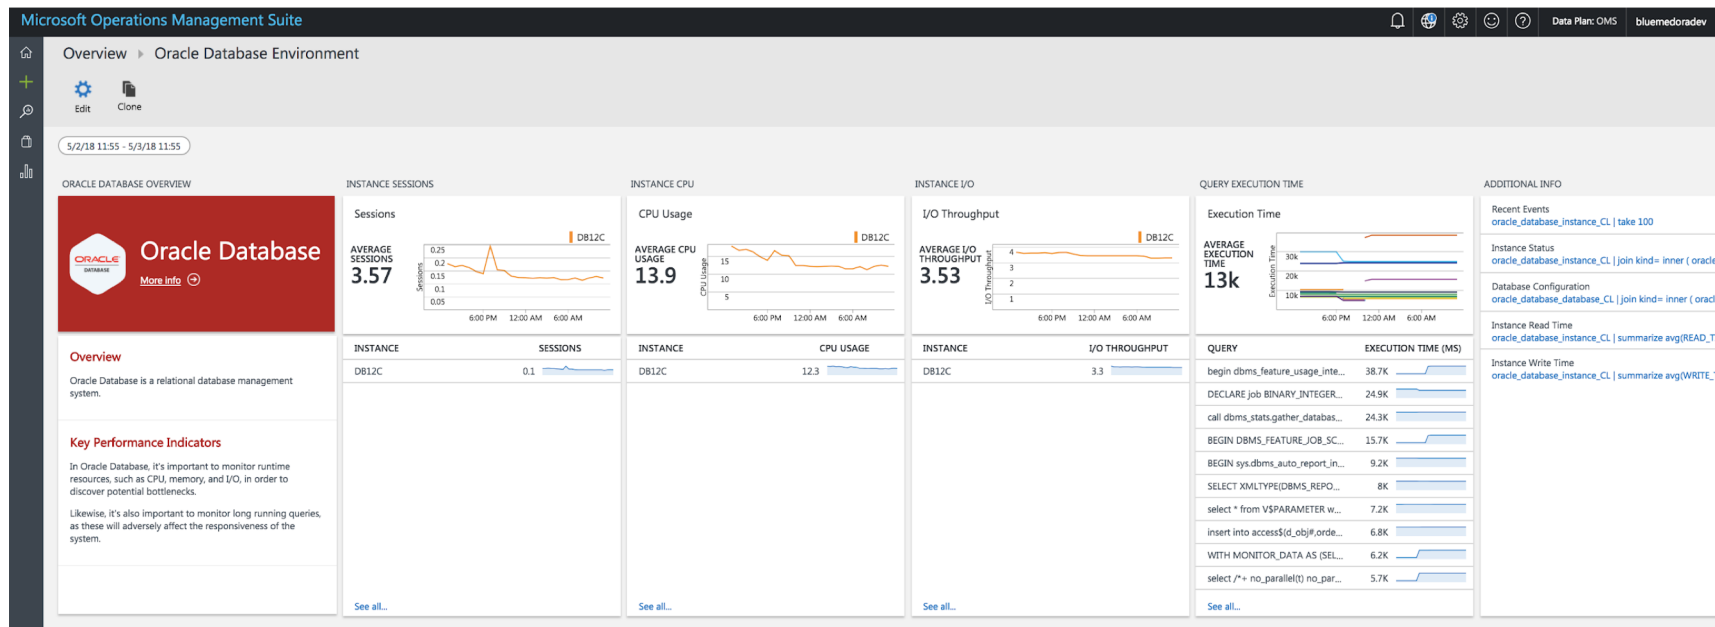 Microsoft Operations Management Suite
Data Plan: OMS
bluemedoradev
Overview
Oracle Database Environment
Edit
Clone
5/2/18 11:55 - 5/3/18 11:55
ORACLE DATABASE OVERVIEW
ORACLE
DATABASE
Oracle Database
More info
Overview
Oracle Database is a relational database management
system.
Key Performance Indicators
In Oracle Database, it's important to monitor runtime
resources, such as CPU, memory, and I/O, in order to
discover potential bottlenecks.
Likewise, it's also important to monitor long running queries,
as these will adversely affect the responsiveness of the
system.
INSTANCE SESSIONS
Sessions
DB12C
AVERAGE
SESSIONS
3.57
Sessions
0.25
0.2
0.15
0.1
0.05
6:00 PM 12:00 AM 6:00 AM
INSTANCE SESSIONS
DB12C 0.1
See all...
INSTANCE CPU
CPU Usage
DB12C
AVERAGE CPU
USAGE
13.9
CPU Usage
15
10
5
6:00 PM 12:00 AM 6:00 AM
INSTANCE CPU USAGE
DB12C 12.3
See all...
INSTANCE I/O
I/O Throughput
DB12C
AVERAGE I/O
THROUGHPUT
3.53
I/O Throughput
4
3
2
1
6:00 PM 12:00 AM 6:00 AM
INSTANCE I/O THROUGHPUT
DB12C 3.3
See all...
QUERY EXECUTION TIME
Execution Time
AVERAGE
EXECUTION
TIME
13k
Execution Time
30k
20k
10k
6:00 PM 12:00 AM 6:00 AM
QUERY EXECUTION TIME (MS)
begin dbms_feature_usage_inte... 38.7K
DECLARE job BINARY_INTEGER... 24.9K
call dbms_stats.gather_databas... 24.3K
BEGIN DBMS_FEATURE_JOB_SC... 15.7K
BEGIN sys.dbms_auto_report_in... 9.2K
SELECT XMLTYPE(DBMS_REPO... 8K
select * from V$PARAMETER w... 7.2K
insert into access$(d_obj#,orde... 6.8K
WITH MONITOR_DATA AS (SEL... 6.2K
select /*+ no_parallel(t) no_par... 5.7K
See all...
ADDITIONAL INFO
Recent Events
oracle_database_instance_CL | take 100
Instance Status
oracle_database_instance_CL | join kind= inner ( oracle
Database Configuration
oracle_database_database_CL | join kind= inner ( oracl
Instance Read Time
oracle_database_instance_CL | summarize avg(READ_T
Instance Write Time
oracle_database_instance_CL | summarize avg(WRITE_